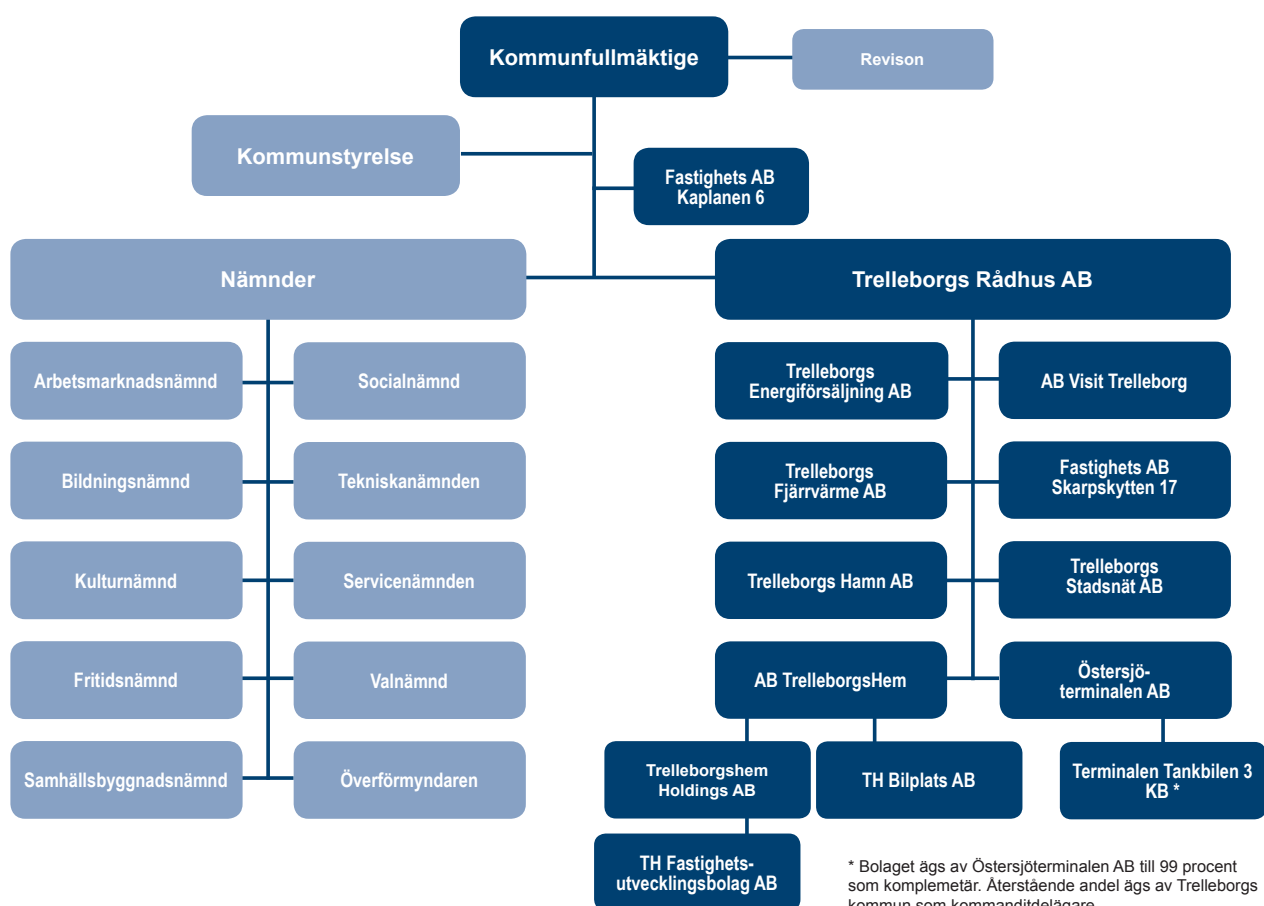 Kommunfullmäktige
Revison
Kommunstyrelse
Fastighets AB
Kaplanen 6
Nämnder
Trelleborgs Rådhus AB
Arbetsmarknadsnämnd
Socialnämnd
Trelleborgs
Energiförsäljning AB
AB Visit Trelleborg
Bildningsnämnd
Tekniskanämnden
Trelleborgs
Fjärrvärme AB
Fastighets AB
Skarpskytten 17
Kulturnämnd
Servicenämnden
Trelleborgs Hamn AB
Trelleborgs
Stadsnät AB
Fritidsnämnd
Valnämnd
AB TrelleborgsHem
Östersjö-
terminalen AB
Samhällsbyggnadsnämnd
Överförmyndaren
Trelleborgshem
Holdings AB
TH Bilplats AB
Terminalen Tankbilen 3
KB *
TH Fastighets-
utvecklingsbolag AB
* Bolaget ägs av Östersjöterminalen AB till 99 procent
som komplemetär. Återstående andel ägs av Trelleborgs
kommun som kommanditdelägare